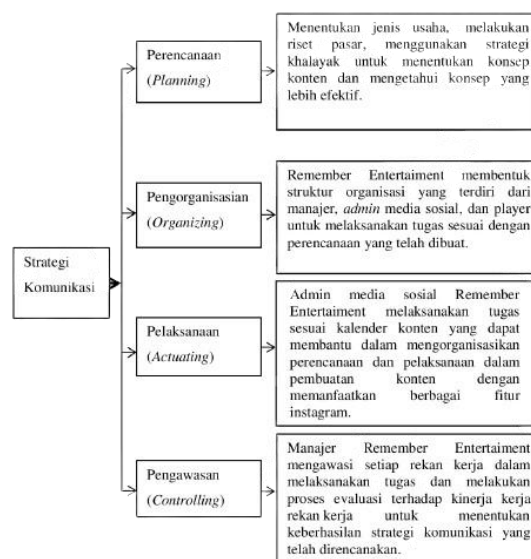 Strategi
Komunikasi
Perencanaan
(Planning)
Menentukan jenis usaha, melakukan
riset pasar, menggunakan strategi
khalayak untuk menentukan konsep
konten dan mengetahui konsep yang
lebih efektif.
Pengorganisasian
(Organizing)
Remember Entertaiment membentuk
struktur organisasi yang terdiri dari
manajer, admin media sosial, dan player
untuk melaksanakan tugas sesuai dengan
perencanaan yang telah dibuat.
Pelaksanaan
(Actuating)
Admin media sosial Remember
Entertaiment melaksanakan tugas
sesuai kalender konten yang dapat
membantu dalam mengorganisasikan
perencanaan dan pelaksanaan dalam
pembuatan konten dengan
memanfaatkan berbagai fitur
instagram.
Pengawasan
(Controlling)
Manajer Remember Entertaiment
mengawasi setiap rekan kerja dalam
melaksanakan tugas dan melakukan
proses evaluasi terhadap kinerja kerja
rekan kerja untuk menentukan
keberhasilan strategi komunikasi yang
telah direncanakan.